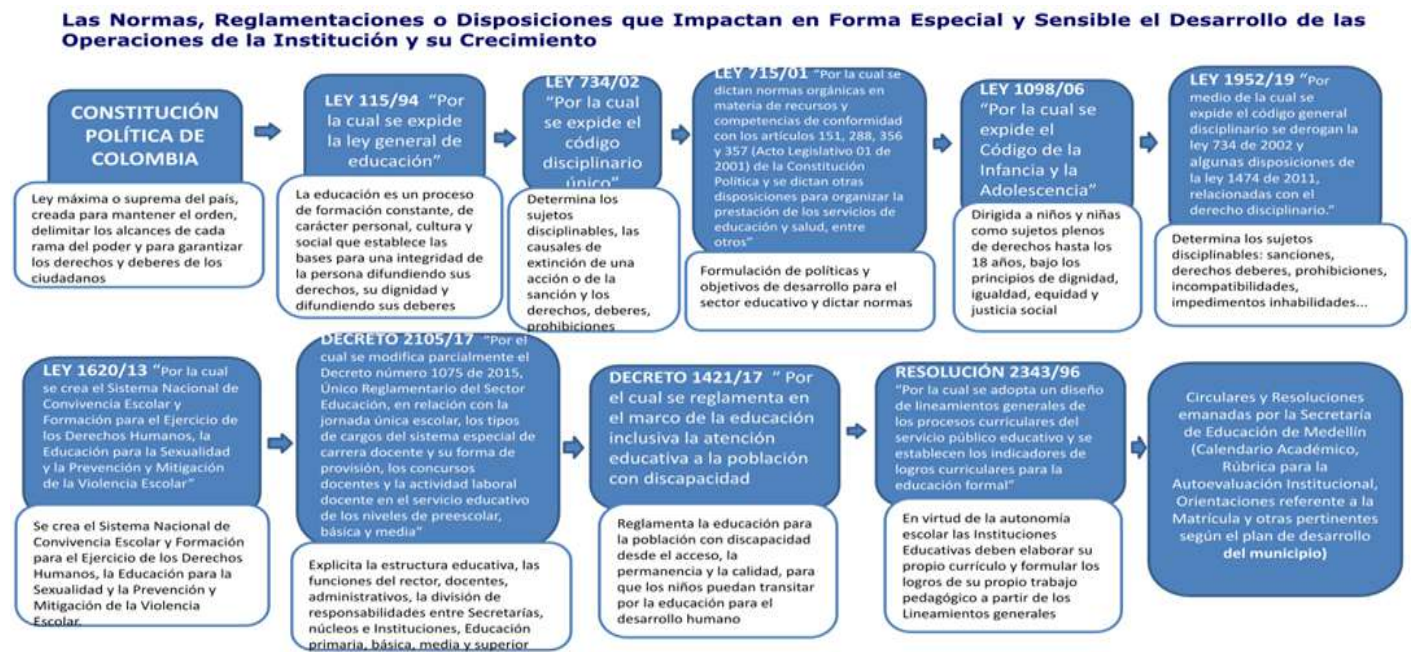 Las Normas, Reglamentaciones o Disposiciones que Impactan en Forma Especial y Sensible el Desarrollo de las
Operaciones de la Institución y su Crecimiento
CONSTITUCIÓN
POLÍTICA DE
COLOMBIA
Ley máxima o suprema del país,
creada para mantener el orden,
delimitar los alcances de cada
rama del poder y para garantizar
los derechos y deberes de los
ciudadanos
LEY 115/94 “Por
la cual se expide
la ley general de
educación”
La educación es un proceso
de formación constante, de
carácter personal, cultura y
social que establece las
bases para una integridad de
la persona difundiendo sus
derechos, su dignidad y
difundiendo sus deberes
LEY 734/02
“Por la cual
se expide el
código
disciplinario
único”
Determina los
sujetos
disciplinables, las
causales de
extinción de una
acción o de la
sanción y los
derechos, deberes,
prohibiciones
LEY 715/01 “Por la cual se
dictan normas orgánicas en
materia de recursos y
competencias de conformidad
con los artículos 151, 288, 356
y 357 (Acto Legislativo 01 de
2001) de la Constitución
Política y se dictan otras
disposiciones para organizar la
prestación de los servicios de
educación y salud, entre
otros”
Formulación de políticas y
objetivos de desarrollo para el
sector educativo y dictar normas
LEY 1098/06
“Por la cual se
expide el
Código de la
Infancia y la
Adolescencia”
Dirigida a niños y niñas
como sujetos plenos
de derechos hasta los
18 años, bajo los
principios de dignidad,
igualdad, equidad y
justicia social
LEY 1952/19 “Por
medio de la cual se
expide el código general
disciplinario se derogan la
ley 734 de 2002 y
algunas disposiciones de
la ley 1474 de 2011,
relacionadas con el
derecho disciplinario.”
Determina los sujetos
disciplinables: sanciones,
derechos deberes, prohibiciones,
incompatibilidades,
impedimentos inhabilidades...
LEY 1620/13 “Por la cual
se crea el Sistema Nacional de
Convivencia Escolar y
Formación para el Ejercicio de
los Derechos Humanos, la
Educación para la Sexualidad
y la Prevención y Mitigación
de la Violencia Escolar”
Se crea el Sistema Nacional de
Convivencia Escolar y Formación
para el Ejercicio de los Derechos
Humanos, la Educación para la
Sexualidad y la Prevención y
Mitigación de la Violencia
Escolar.
DECRETO 2105/17 “Por el
cual se modifica parcialmente el
Decreto número 1075 de 2015,
Único Reglamentario del Sector
Educación, en relación con la
jornada única escolar, los tipos
de cargos del sistema especial de
carrera docente y su forma de
provisión, los concursos
docentes y la actividad laboral
docente en el servicio educativo
de los niveles de preescolar,
básica y media”
Explicita la estructura educativa, las
funciones del rector, docentes,
administrativos, la división de
responsabilidades entre Secretarías,
núcleos e Instituciones, Educación
primaria, básica, media y superior
DECRETO 1421/17 “ Por
el cual se reglamenta en
el marco de la educación
inclusiva la atención
educativa a la población
con discapacidad
Reglamenta la educación para
la población con discapacidad
desde el acceso, la
permanencia y la calidad, para
que los niños puedan transitar
por la educación para el
desarrollo humano
RESOLUCIÓN 2343/96
“Por la cual se adopta un diseño
de lineamientos generales de
los procesos curriculares del
servicio público educativo y se
establecen los indicadores de
logros curriculares para la
educación formal”
En virtud de la autonomía
escolar las Instituciones
Educativas deben elaborar su
propio currículo y formular los
logros de su propio trabajo
pedagógico a partir de los
Lineamientos generales
Circulares y Resoluciones
emanadas por la Secretaría
de Educación de Medellín
(Calendario Académico,
Rúbrica para la
Autoevaluación Institucional,
Orientaciones referente a la
Matrícula y otras pertinentes
según el plan de desarrollo
del municipio)